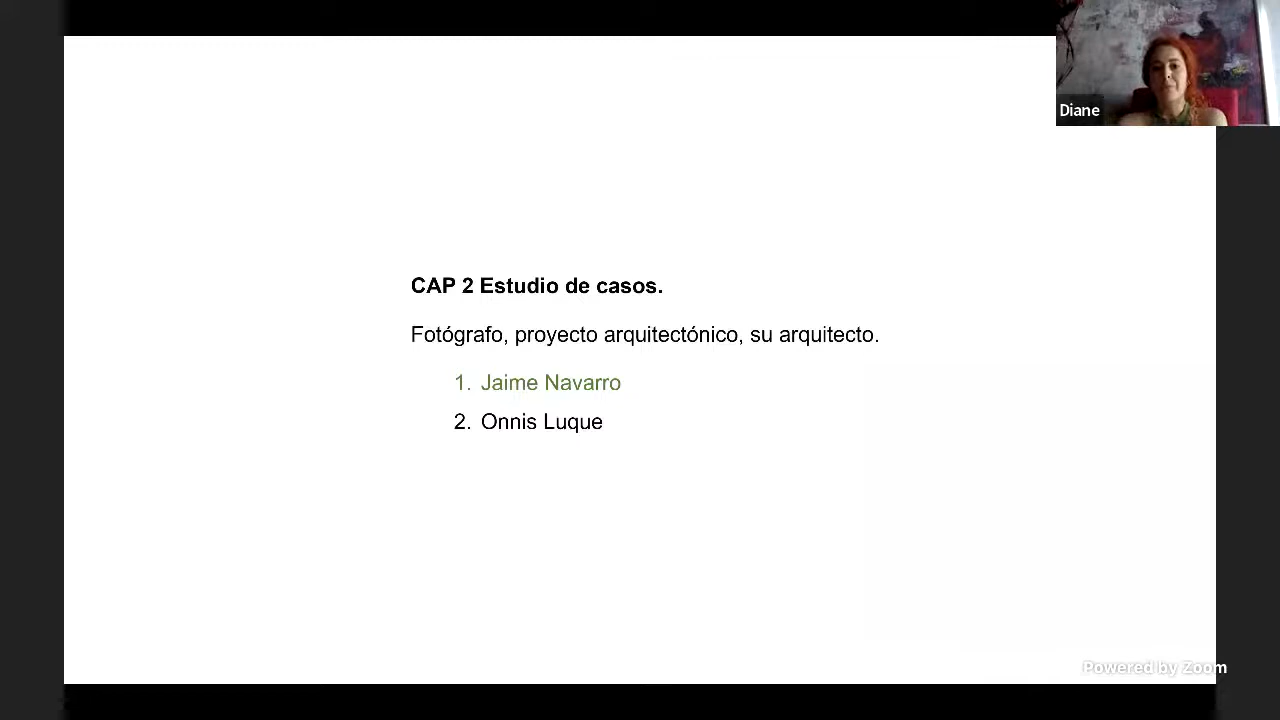 Diane
CAP 2 Estudio de casos.
Fotógrafo, proyecto arquitectónico, su arquitecto.
1. Jaime Navarro
2. Onnis Luque
Powered by Zoom